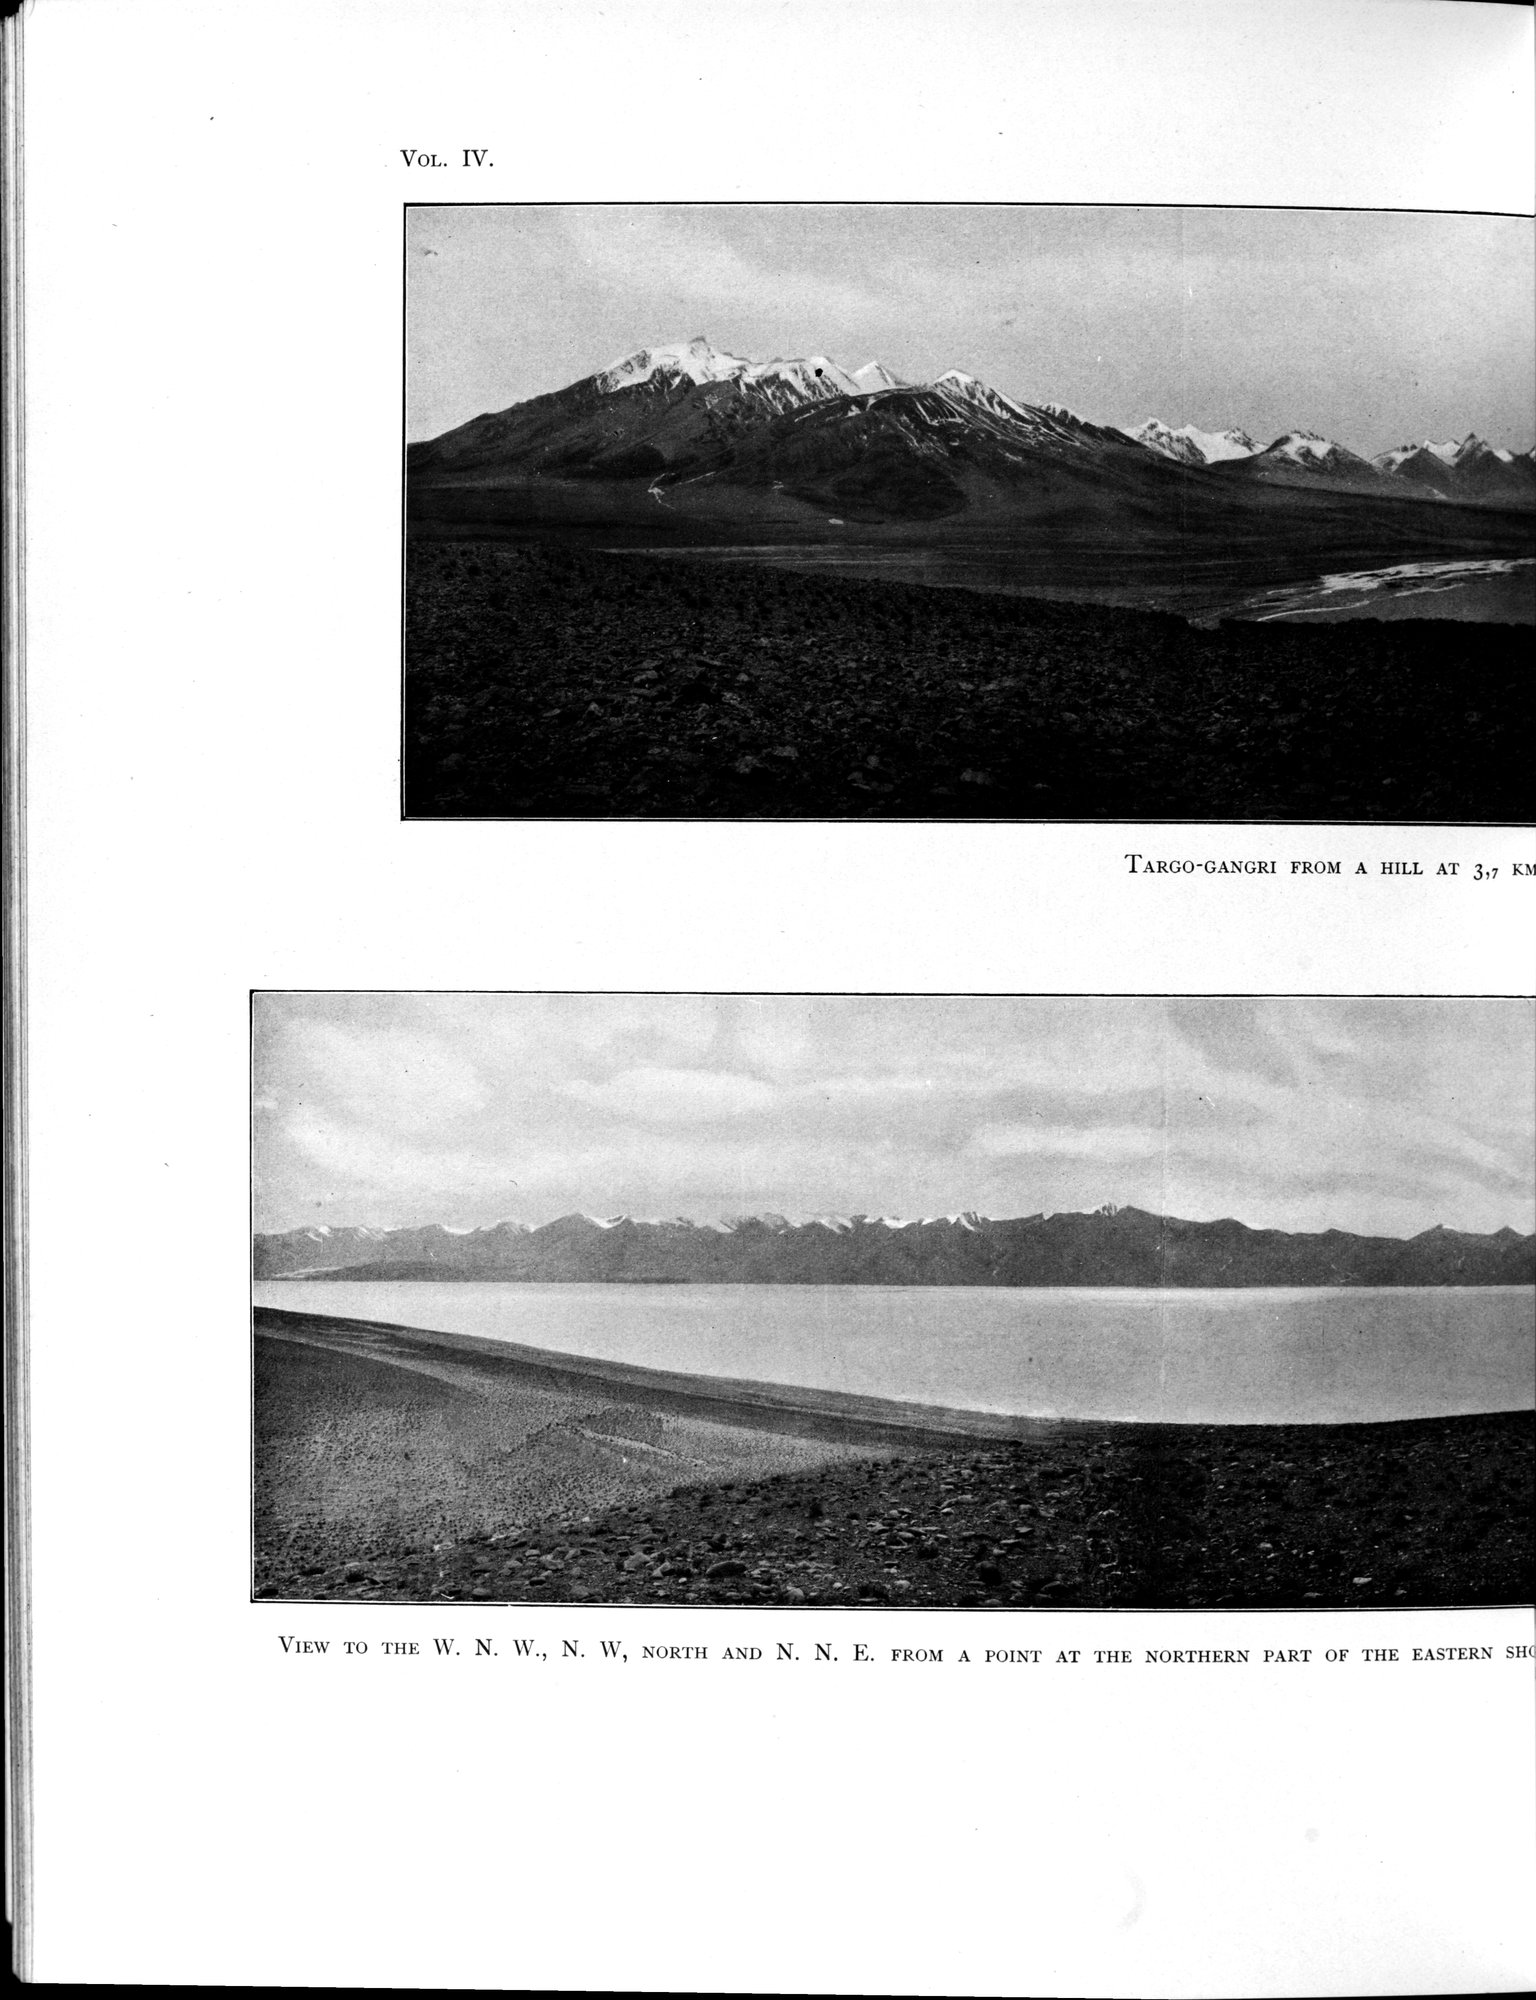 Vol. IV.
Targo-gangri from a hill at 3,7 km
View to the W. N. W., N. W, north and N. N. E. from a point at the northern part of the eastern